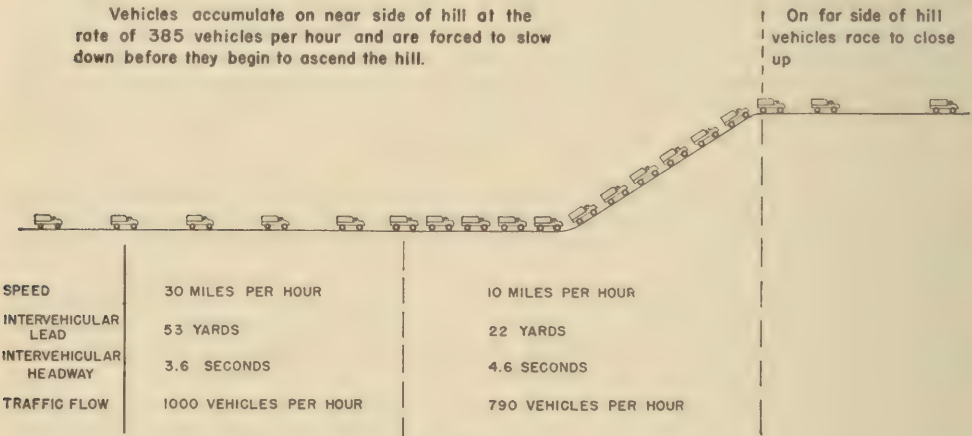 Vehicles accumulate on near side of hill at the
rate of 385 vehicles per hour and are forced to slow
down before they begin to ascend the hill.
On far side of hill
vehicles race to close
up
SPEED 30 MILES PER HOUR 10 MILES PER HOUR
INTERVEHICULAR
LEAD 53 YARDS 22 YARDS
INTERVEHICULAR
HEADWAY 3.6 SECONDS 4.6 SECONDS
TRAFFIC FLOW 1000 VEHICLES PER HOUR 790 VEHICLES PER HOUR